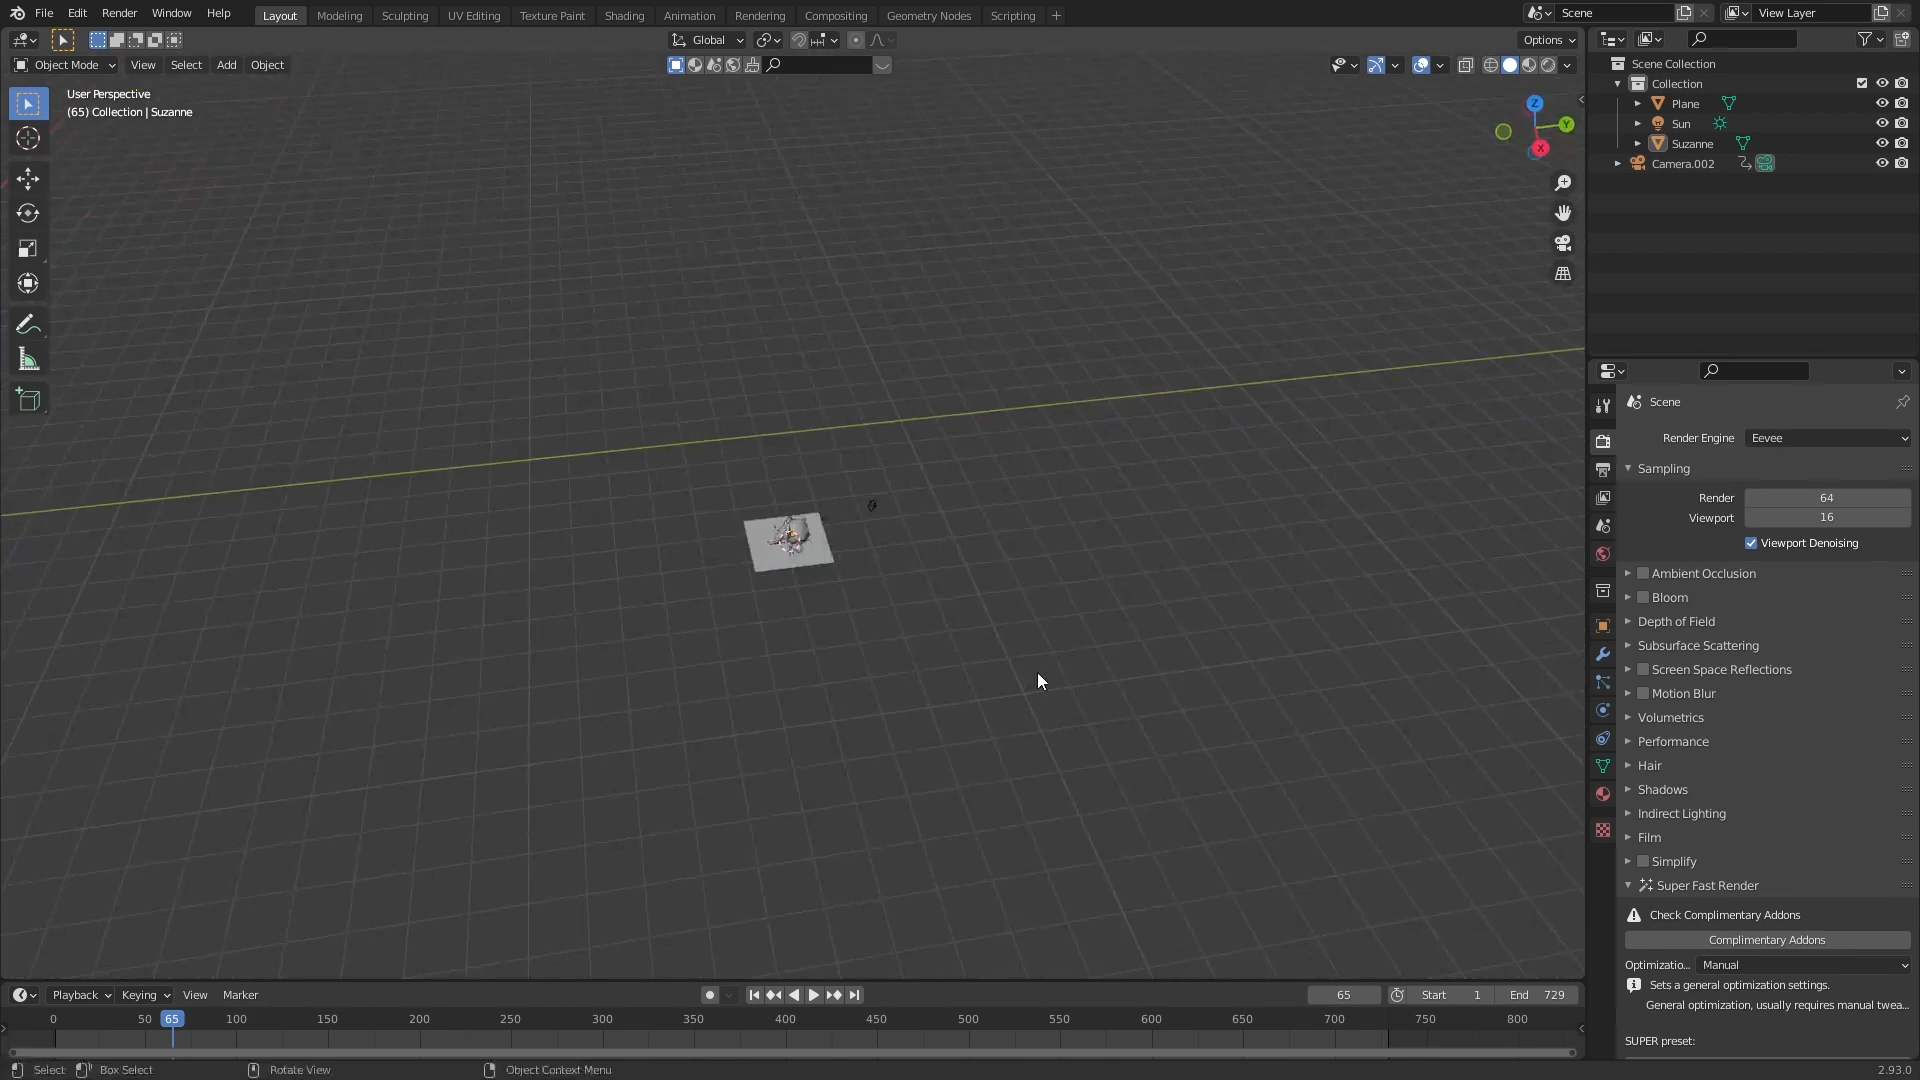 File Edit Render Window Help
Layout Modeling Sculpting UV Editing Texture Paint Shading Animation Rendering Compositing Geometry Nodes Scripting +
Scene
View Layer
Global
Options
Object Mode View Select Add Object
User Perspective
(65) Collection | Suzanne
Z
Y
X
Scene Collection
Collection
Plane
Sun
Suzanne
Camera.002
Scene
Render Engine Eevee
Sampling
Render 64
Viewport 16
Viewport Denoising
Ambient Occlusion
Bloom
Depth of Field
Subsurface Scattering
Screen Space Reflections
Motion Blur
Volumetrics
Performance
Hair
Shadows
Indirect Lighting
Film
Simplify
Super Fast Render
Check Complimentary Addons
Complimentary Addons
Optimizatio... Manual
Sets a general optimization settings.
General optimization, usually requires manual twea...
SUPER preset:
Playback Keying View Marker
65 Start 1 End 729
0 50 65 100 150 200 250 300 350 400 450 500 550 600 650 700 750 800
Select Box Select Rotate View Object Context Menu
2.93.0